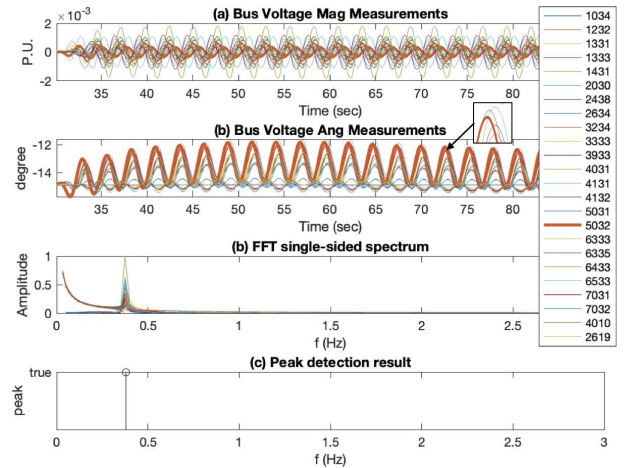 ×10⁻³
(a) Bus Voltage Mag Measurements
2
0
-2
P.U.
35 40 45 50 55 60 65 70 75 80
Time (sec)
(b) Bus Voltage Ang Measurements
-12
-14
degree
35 40 45 50 55 60 65 70 75 80
Time (sec)
(b) FFT single-sided spectrum
1
0.5
0
Amplitude
0 0.5 1 1.5 2 2.5
f (Hz)
(c) Peak detection result
true
peak
0 0.5 1 1.5 2 2.5 3
f (Hz)
1034
1232
1331
1333
1431
2030
2438
2634
3234
3333
3933
4031
4131
4132
5031
5032
6333
6335
6433
6533
7031
7032
4010
2619